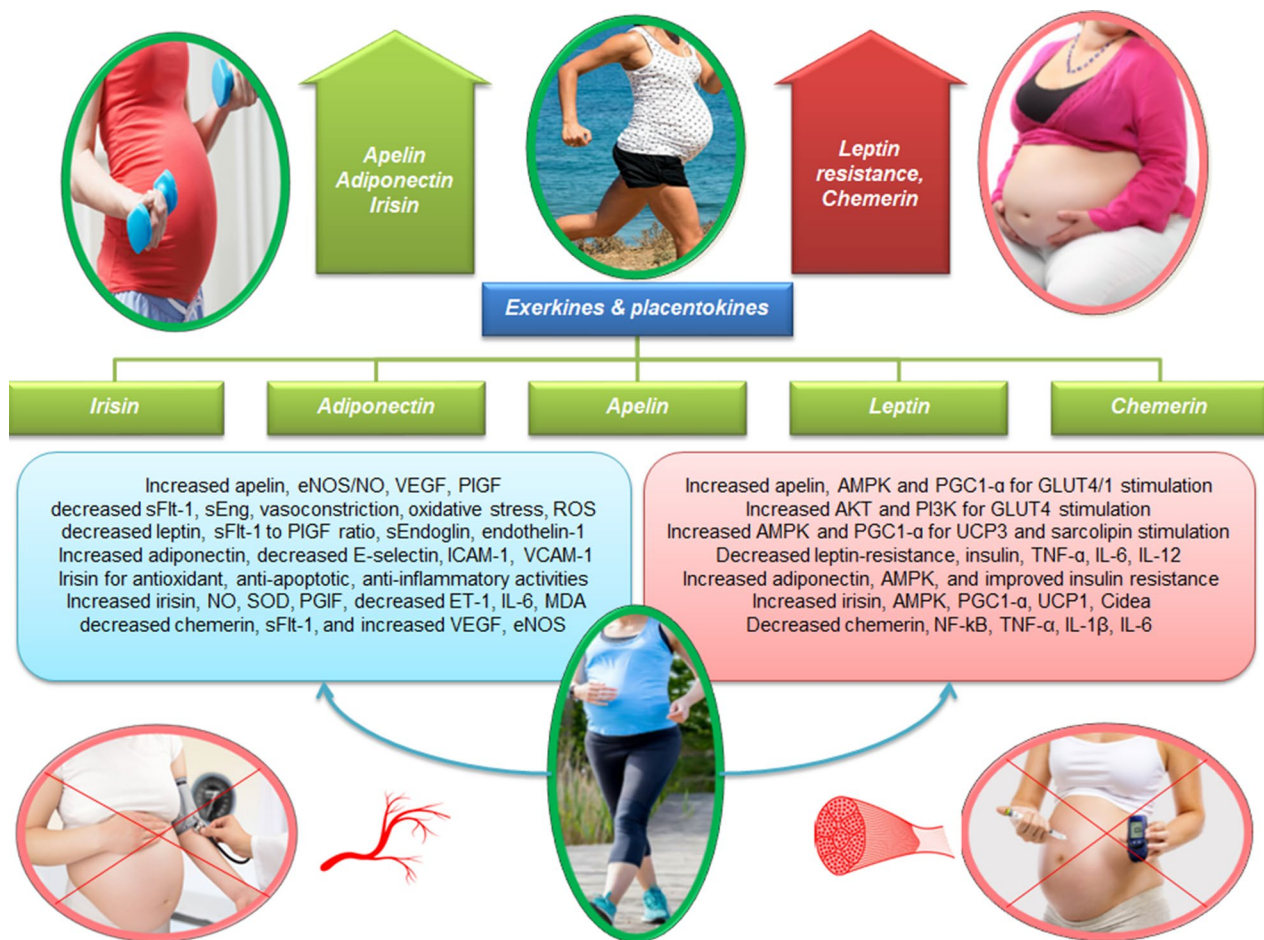 Apelin
Adiponectin
Irisin
Leptin
resistance,
Chemerin
Exerkines & placentokines
Irisin
Adiponectin
Apelin
Leptin
Chemerin
Increased apelin, eNOS/NO, VEGF, PlGF
decreased sFlt-1, sEng, vasoconstriction, oxidative stress, ROS
decreased leptin, sFlt-1 to PlGF ratio, sEndoglin, endothelin-1
Increased adiponectin, decreased E-selectin, ICAM-1, VCAM-1
Irisin for antioxidant, anti-apoptotic, anti-inflammatory activities
Increased irisin, NO, SOD, PGIF, decreased ET-1, IL-6, MDA
decreased chemerin, sFlt-1, and increased VEGF, eNOS
Increased apelin, AMPK and PGC1-α for GLUT4/1 stimulation
Increased AKT and PI3K for GLUT4 stimulation
Increased AMPK and PGC1-α for UCP3 and sarcolipin stimulation
Decreased leptin-resistance, insulin, TNF-α, IL-6, IL-12
Increased adiponectin, AMPK, and improved insulin resistance
Increased irisin, AMPK, PGC1-α, UCP1, Cidea
Decreased chemerin, NF-kB, TNF-α, IL-1β, IL-6